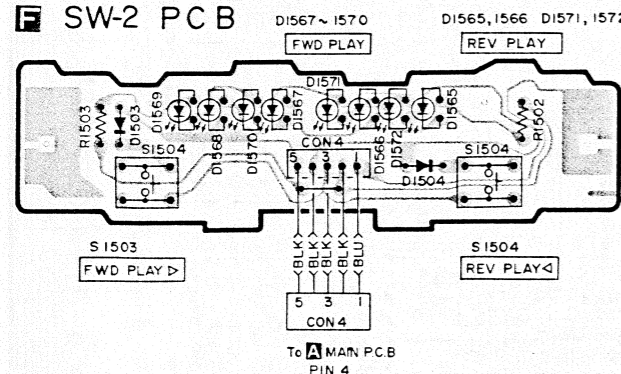 F SW-2 PCB
D1567~1570
FWD PLAY
D1565,1566 D1571,1572
REV PLAY
R1503
D1503
D1569
D1568
D1570
D1567
D1571
D1566
D1572
D1565
R1502
CON4
5 3 1
S1504
D1504
S1504
BLK
BLK
BLK
BLK
BLU
S1503
FWD PLAY ▷
S1504
REV PLAY ◁
5 3 1
CON4
To A MAIN P.C.B
PIN 4